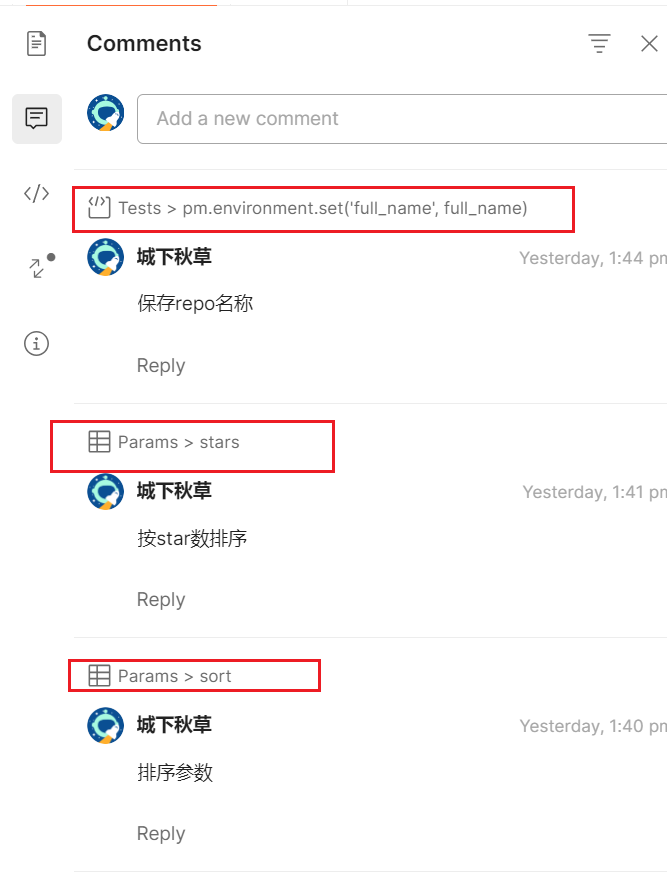 Comments
Add a new comment
Tests > pm.environment.set('full_name', full_name)
城下秋草 Yesterday, 1:44 pm
保存repo名称
Reply
Params > stars
城下秋草 Yesterday, 1:41 pm
按star数排序
Reply
Params > sort
城下秋草 Yesterday, 1:40 pm
排序参数
Reply